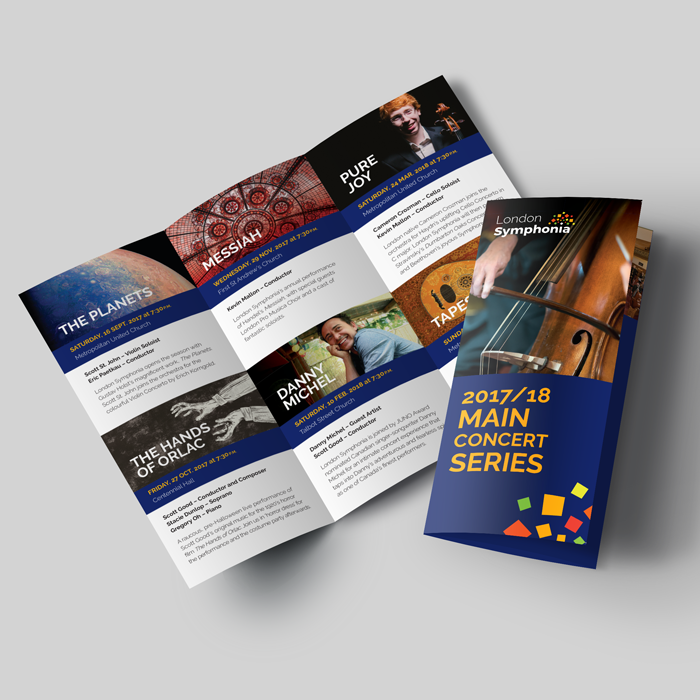 THE PLANETS
SATURDAY, 16 SEPT. 2017 at 7:30PM
Metropolitan United Church
Scott St. John – Violin Soloist
Eric Paetkau – Conductor
London Symphonia opens the season with
Gustav Holst's magnificent work, The Planets.
Scott St. John joins the orchestra for the
colourful Violin Concerto by Erich Korngold.
THE HANDS
OF ORLAC
FRIDAY, 27 OCT. 2017 at 7:30PM
Centennial Hall
Scott Good – Conductor and Composer
Stacie Dunlop – Soprano
Gregory Oh – Piano
A raucous, pre-Halloween live performance of
Scott Good's original music for the 1920's horror
film, The Hands of Orlac. Join us in horror dress for
the performance and the costume party afterwards.
MESSIAH
WEDNESDAY, 29 NOV. 2017 at 7:30PM
First St Andrew's Church
Kevin Mallon – Conductor
London Symphonia's annual performance
of Handel's Messiah with special guests
London Pro Musica Choir and a cast of
fantastic soloists.
DANNY
MICHEL
SATURDAY, 10 FEB. 2018 at 7:30PM
Talbot Street Church
Danny Michel – Guest Artist
Scott Good – Conductor
London Symphonia is joined by JUNO Award
nominated Canadian singer-songwriter Danny
Michel for an intimate concert experience that
taps into Danny's adventurous and fearless sp
as one of Canada's finest performers.
PURE
JOY
SATURDAY, 24 MAR. 2018 at 7:30PM
Metropolitan United Church
Cameron Crozman – Cello Soloist
Kevin Mallon – Conductor
London native Cameron Crozman joins the
orchestra for Haydn's uplifting Cello Concerto in
C major. London Symphonia will then p
Stravinsky's Dumbarton Oaks Concerto
and Beethoven's joyous Symphony
TAPES
SUND
Met
London
Symphonia
2017/18
MAIN
CONCERT
SERIES